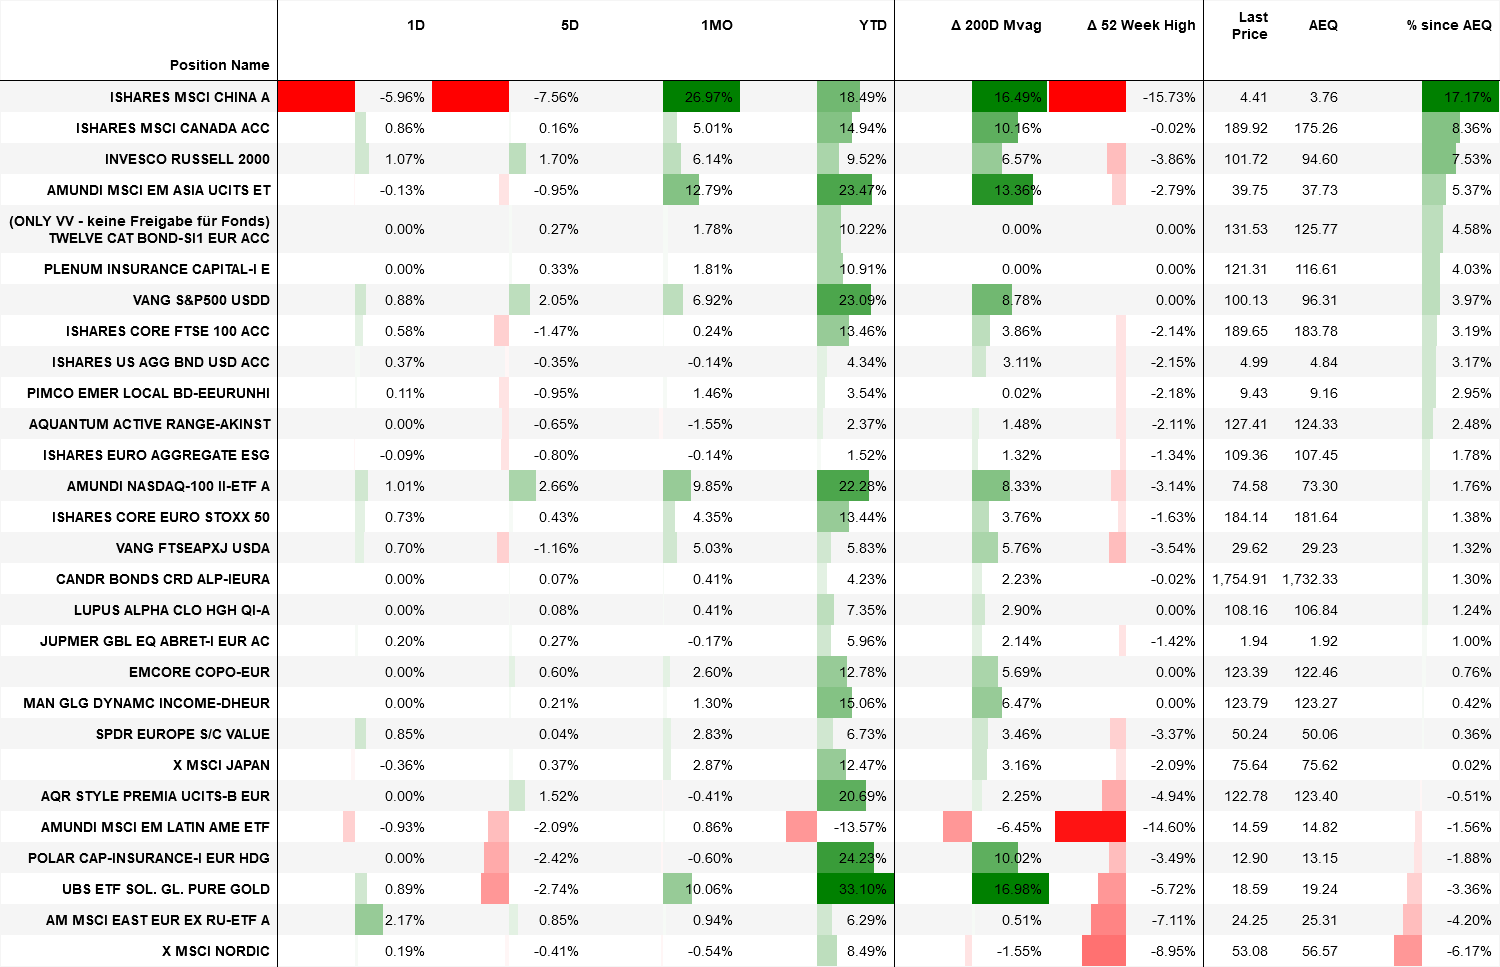 1D 5D 1MO YTD Δ 200D Mvag Δ 52 Week High Last AEQ % since AEQ
Price
Position Name
ISHARES MSCI CHINA A -5.96% -7.56% 26.97% 18.49% 16.49% -15.73% 4.41 3.76 17.17%
ISHARES MSCI CANADA ACC 0.86% 0.16% 5.01% 14.94% 10.16% -0.02% 189.92 175.26 8.36%
INVESCO RUSSELL 2000 1.07% 1.70% 6.14% 9.52% 6.57% -3.86% 101.72 94.60 7.53%
AMUNDI MSCI EM ASIA UCITS ET -0.13% -0.95% 12.79% 23.47% 13.36% -2.79% 39.75 37.73 5.37%
(ONLY VV - keine Freigabe für Fonds)
TWELVE CAT BOND-SI1 EUR ACC 0.00% 0.27% 1.78% 10.22% 0.00% 0.00% 131.53 125.77 4.58%
PLENUM INSURANCE CAPITAL-I E 0.00% 0.33% 1.81% 10.91% 0.00% 0.00% 121.31 116.61 4.03%
VANG S&P500 USDD 0.88% 2.05% 6.92% 23.09% 8.78% 0.00% 100.13 96.31 3.97%
ISHARES CORE FTSE 100 ACC 0.58% -1.47% 0.24% 13.46% 3.86% -2.14% 189.65 183.78 3.19%
ISHARES US AGG BND USD ACC 0.37% -0.35% -0.14% 4.34% 3.11% -2.15% 4.99 4.84 3.17%
PIMCO EMER LOCAL BD-EEURUNHI 0.11% -0.95% 1.46% 3.54% 0.02% -2.18% 9.43 9.16 2.95%
AQUANTUM ACTIVE RANGE-AKINST 0.00% -0.65% -1.55% 2.37% 1.48% -2.11% 127.41 124.33 2.48%
ISHARES EURO AGGREGATE ESG -0.09% -0.80% -0.14% 1.52% 1.32% -1.34% 109.36 107.45 1.78%
AMUNDI NASDAQ-100 II-ETF A 1.01% 2.66% 9.85% 22.28% 8.33% -3.14% 74.58 73.30 1.76%
ISHARES CORE EURO STOXX 50 0.73% 0.43% 4.35% 13.44% 3.76% -1.63% 184.14 181.64 1.38%
VANG FTSEAPXJ USDA 0.70% -1.16% 5.03% 5.83% 5.76% -3.54% 29.62 29.23 1.32%
CANDR BONDS CRD ALP-IEURA 0.00% 0.07% 0.41% 4.23% 2.23% -0.02% 1,754.91 1,732.33 1.30%
LUPUS ALPHA CLO HGH QI-A 0.00% 0.08% 0.41% 7.35% 2.90% 0.00% 108.16 106.84 1.24%
JUPMER GBL EQ ABRET-I EUR AC 0.20% 0.27% -0.17% 5.96% 2.14% -1.42% 1.94 1.92 1.00%
EMCORE COPO-EUR 0.00% 0.60% 2.60% 12.78% 5.69% 0.00% 123.39 122.46 0.76%
MAN GLG DYNAMC INCOME-DHEUR 0.00% 0.21% 1.30% 15.06% 6.47% 0.00% 123.79 123.27 0.42%
SPDR EUROPE S/C VALUE 0.85% 0.04% 2.83% 6.73% 3.46% -3.37% 50.24 50.06 0.36%
X MSCI JAPAN -0.36% 0.37% 2.87% 12.47% 3.16% -2.09% 75.64 75.62 0.02%
AQR STYLE PREMIA UCITS-B EUR 0.00% 1.52% -0.41% 20.69% 2.25% -4.94% 122.78 123.40 -0.51%
AMUNDI MSCI EM LATIN AME ETF -0.93% -2.09% 0.86% -13.57% -6.45% -14.60% 14.59 14.82 -1.56%
POLAR CAP-INSURANCE-I EUR HDG 0.00% -2.42% -0.60% 24.23% 10.02% -3.49% 12.90 13.15 -1.88%
UBS ETF SOL. GL. PURE GOLD 0.89% -2.74% 10.06% 33.10% 16.98% -5.72% 18.59 19.24 -3.36%
AM MSCI EAST EUR EX RU-ETF A 2.17% 0.85% 0.94% 6.29% 0.51% -7.11% 24.25 25.31 -4.20%
X MSCI NORDIC 0.19% -0.41% -0.54% 8.49% -1.55% -8.95% 53.08 56.57 -6.17%